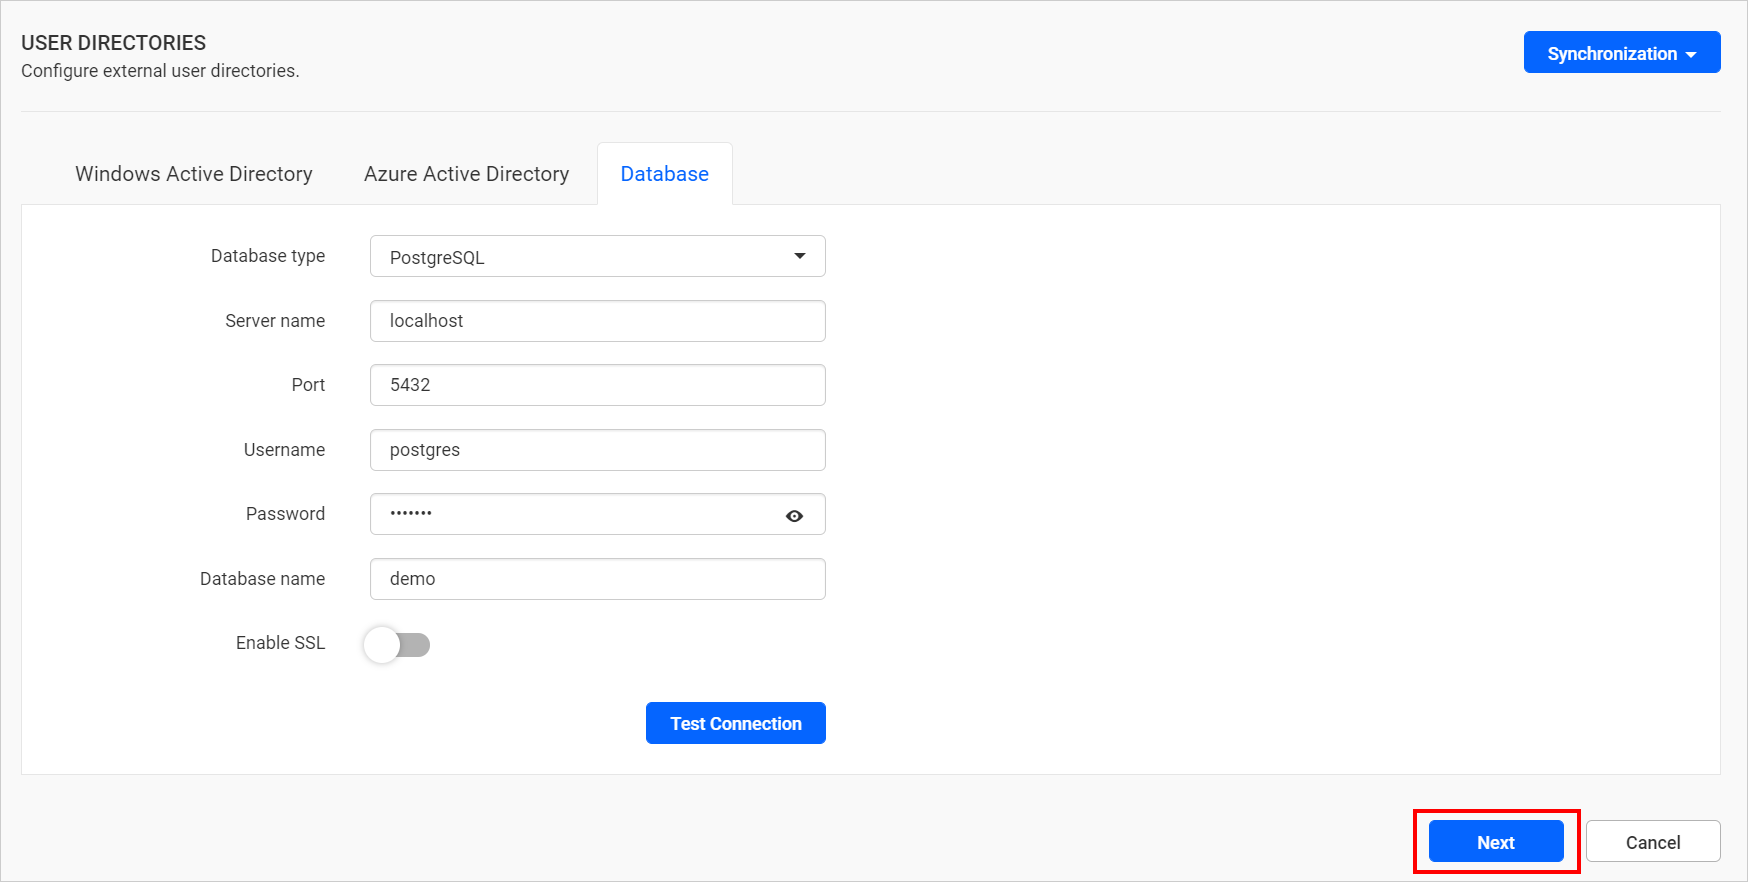 USER DIRECTORIES
Configure external user directories.
Synchronization
Windows Active Directory
Azure Active Directory
Database
Database type
PostgreSQL
Server name
localhost
Port
5432
Username
postgres
Password
•••••••
Database name
demo
Enable SSL
Test Connection
Next
Cancel